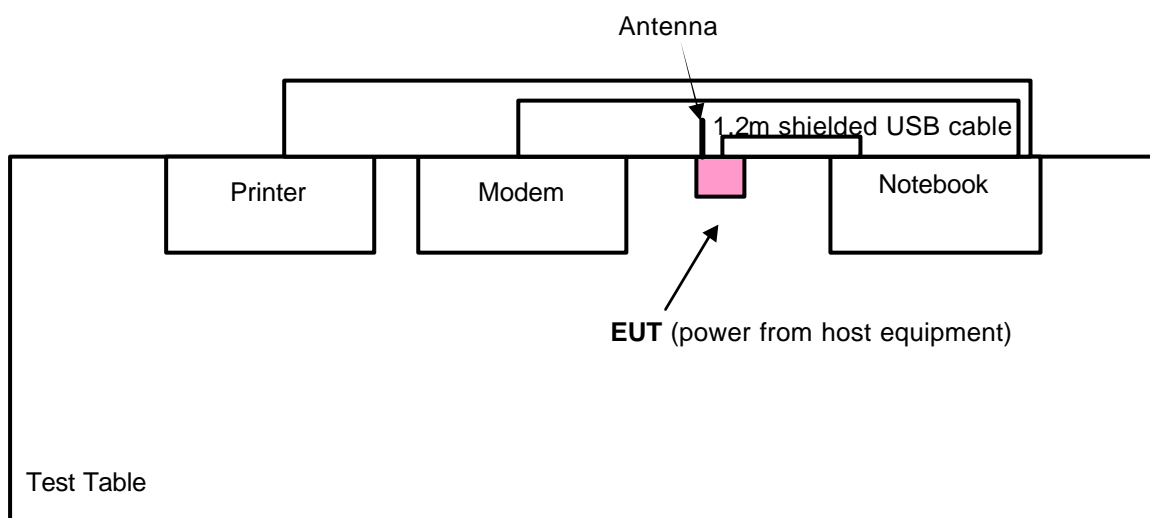 Antenna
1.2m shielded USB cable
Printer
Modem
Notebook
EUT (power from host equipment)
Test Table